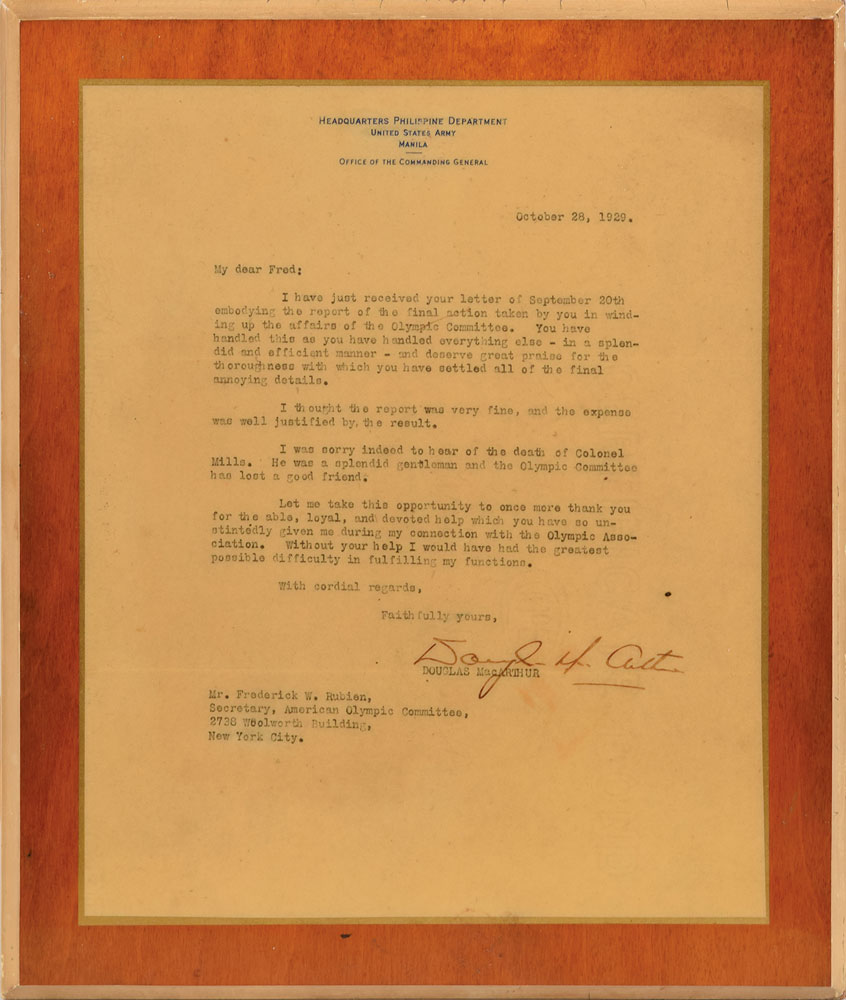 HEADQUARTERS PHILIPPINE DEPARTMENT
UNITED STATES ARMY
MANILA
OFFICE OF THE COMMANDING GENERAL
October 28, 1929.
My dear Fred:
I have just received your letter of September 20th
embodying the report of the final action taken by you in wind-
ing up the affairs of the Olympic Committee. You have
handled this as you have handled everything else - in a splen-
did and efficient manner - and deserve great praise for the
thoroughness with which you have settled all of the final
annoying details.
I thought the report was very fine, and the expense
was well justified by the result.
I was sorry indeed to hear of the death of Colonel
Mills. He was a splendid gentleman and the Olympic Committee
has lost a good friend.
Let me take this opportunity to once more thank you
for the able, loyal, and devoted help which you have so un-
stintedly given me during my connection with the Olympic Asso-
ciation. Without your help I would have had the greatest
possible difficulty in fulfilling my functions.
With cordial regards,
Faithfully yours,
Douglas MacArthur
DOUGLAS MacARTHUR
Mr. Frederick W. Rubien,
Secretary, American Olympic Committee,
2738 Woolworth Building,
New York City.